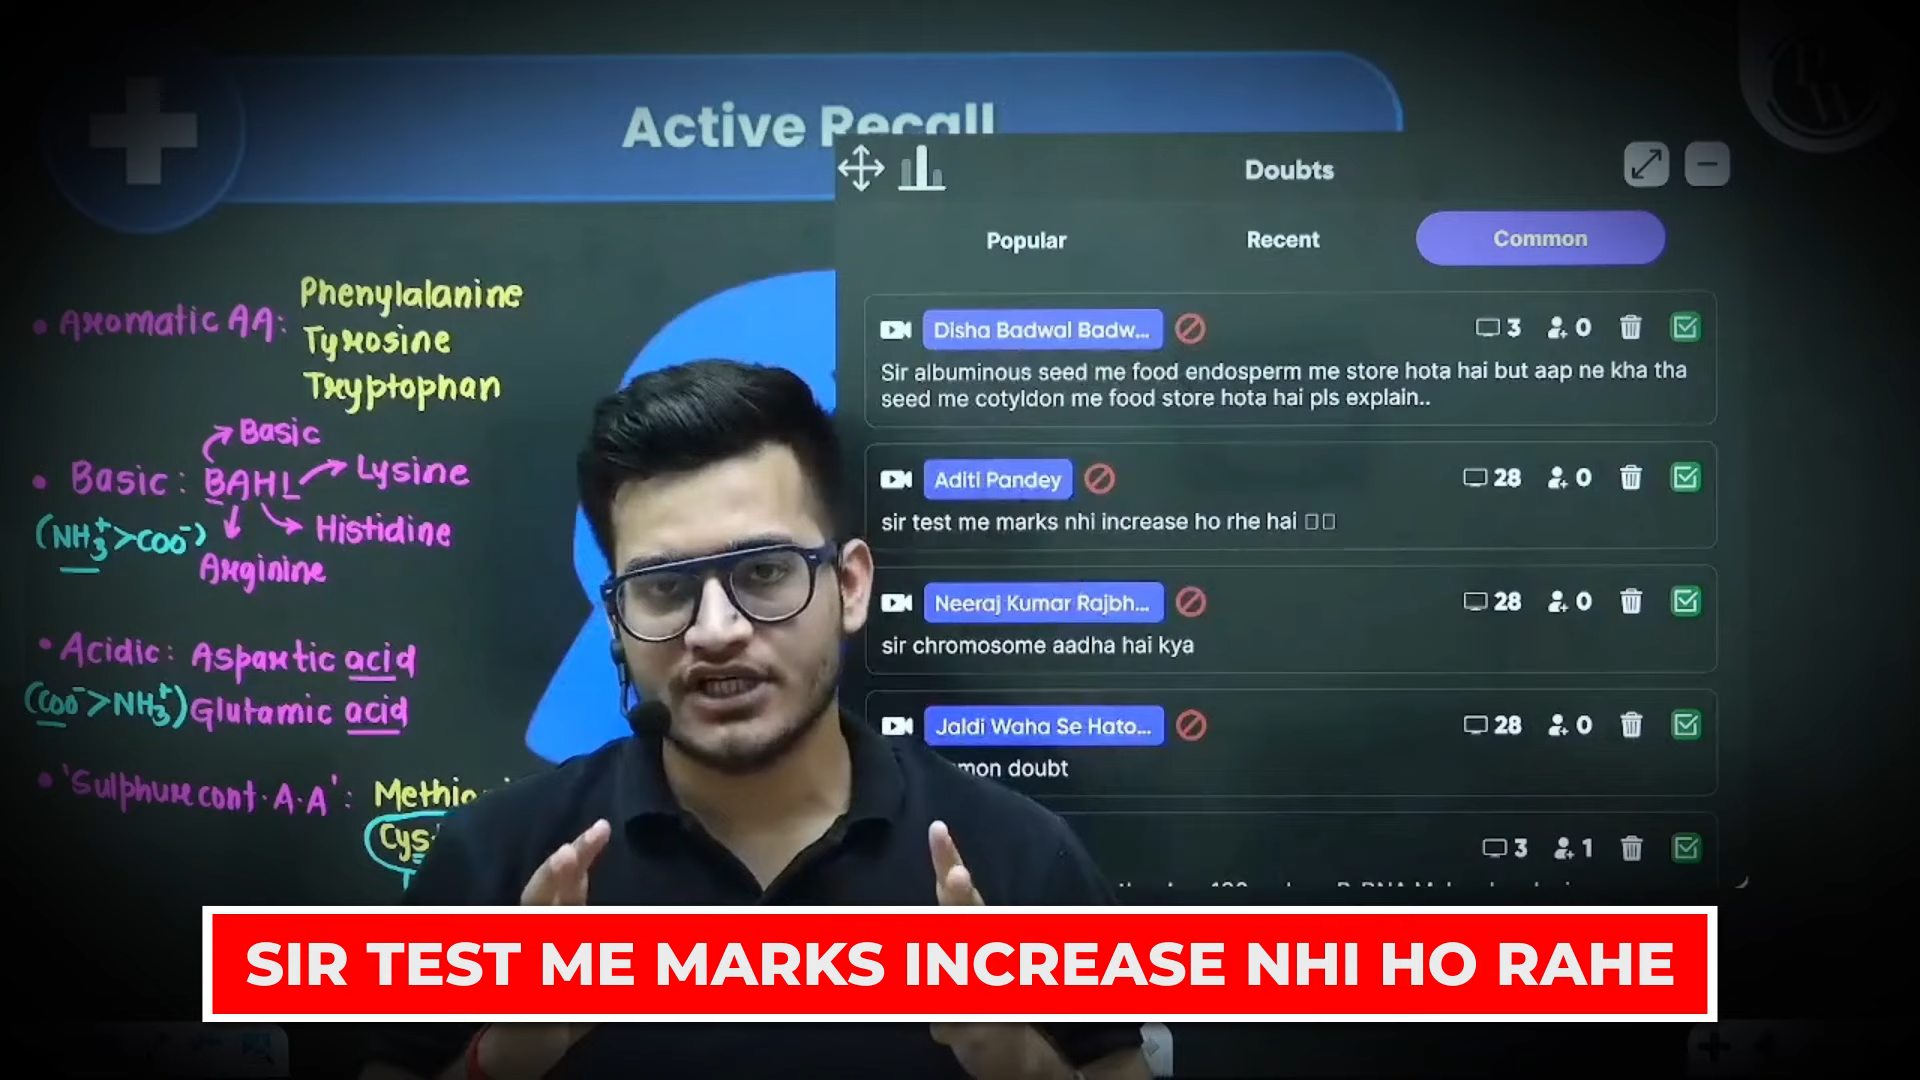 Active Recall
Doubts
Popular
Recent
Common
• Aromatic AA:
Phenylalanine
Tyrosine
Tryptophan
Basic
• Basic: BAHL
Lysine
(NH3+>COO-)
Histidine
Arginine
• Acidic: Aspartic acid
(COO->NH3+) Glutamic acid
• 'Sulphur cont. A.A':
Disha Badwal Badw...
3
0
Sir albuminous seed me food endosperm me store hota hai but aap ne kha tha
seed me cotyldon me food store hota hai pls explain..
Aditi Pandey
28
0
sir test me marks nhi increase ho rhe hai
Neeraj Kumar Rajbh...
28
0
sir chromosome aadha hai kya
Jaldi Waha Se Hato...
28
0
doubt
3
1
SIR TEST ME MARKS INCREASE NHI HO RAHE